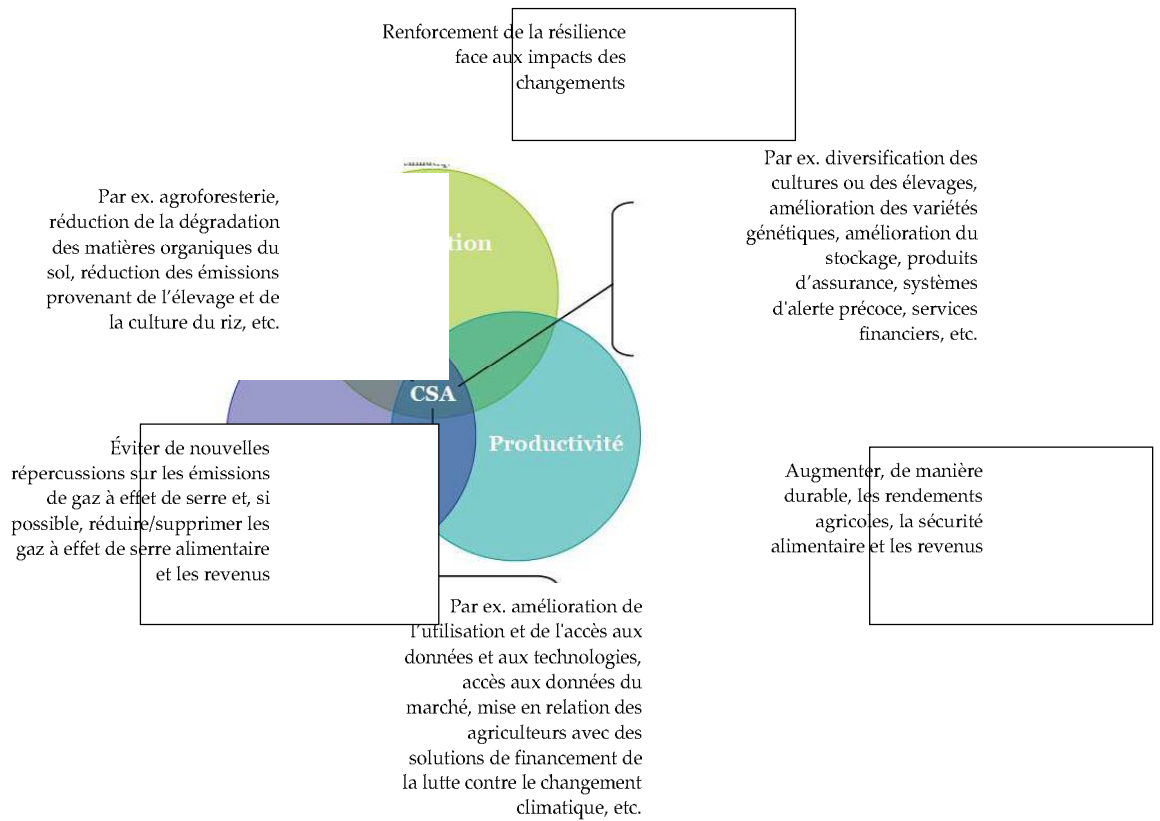 Renforcement de la résilience
face aux impacts des
changements
Par ex. diversification des
cultures ou des élevages,
amélioration des variétés
génétiques, amélioration du
stockage, produits
d’assurance, systèmes
d'alerte précoce, services
financiers, etc.
Par ex. agroforesterie,
réduction de la dégradation
des matières organiques du
sol, réduction des émissions
provenant de l’élevage et de
la culture du riz, etc.
tion
CSA
Productivité
Éviter de nouvelles
répercussions sur les émissions
de gaz à effet de serre et, si
possible, réduire/supprimer les
gaz à effet de serre alimentaire
et les revenus
Augmenter, de manière
durable, les rendements
agricoles, la sécurité
alimentaire et les revenus
Par ex. amélioration de
l’utilisation et de l'accès aux
données et aux technologies,
accès aux données du
marché, mise en relation des
agriculteurs avec des
solutions de financement de
la lutte contre le changement
climatique, etc.